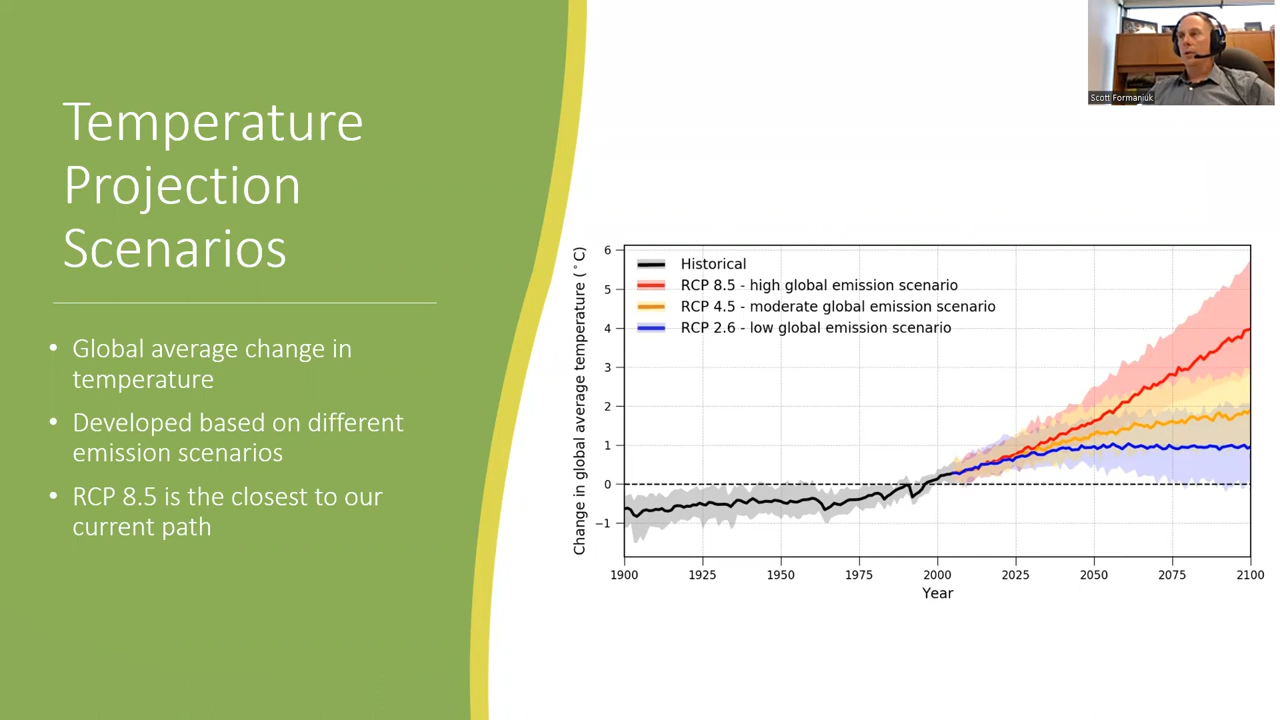 Temperature
Projection
Scenarios
• Global average change in
temperature
• Developed based on different
emission scenarios
• RCP 8.5 is the closest to our
current path
Scott Formaniuk
Change in global average temperature (°C)
6
5
4
3
2
1
0
−1
Historical
RCP 8.5 - high global emission scenario
RCP 4.5 - moderate global emission scenario
RCP 2.6 - low global emission scenario
1900 1925 1950 1975 2000 2025 2050 2075 2100
Year